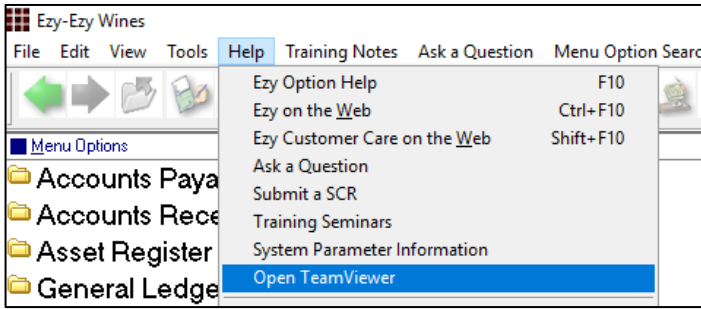 Ezy-Ezy Wines
File Edit View Tools Help Training Notes Ask a Question Menu Option Searc
Ezy Option Help F10
Ezy on the Web Ctrl+F10
Ezy Customer Care on the Web Shift+F10
Ask a Question
Submit a SCR
Training Seminars
System Parameter Information
Open TeamViewer
Menu Options
Accounts Paya
Accounts Rece
Asset Register
General Ledge